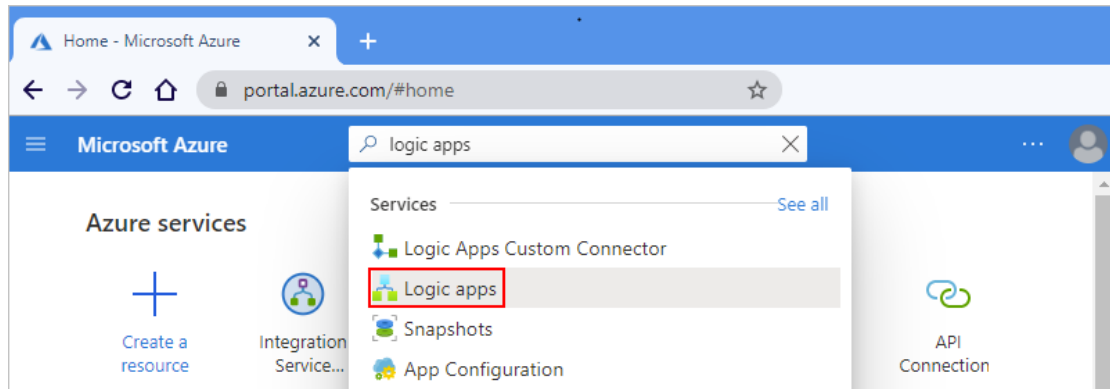 Home - Microsoft Azure
portal.azure.com/#home
Microsoft Azure
logic apps
Azure services
Services
See all
Logic Apps Custom Connector
Logic apps
Snapshots
App Configuration
Create a
resource
Integration
Service...
API
Connection